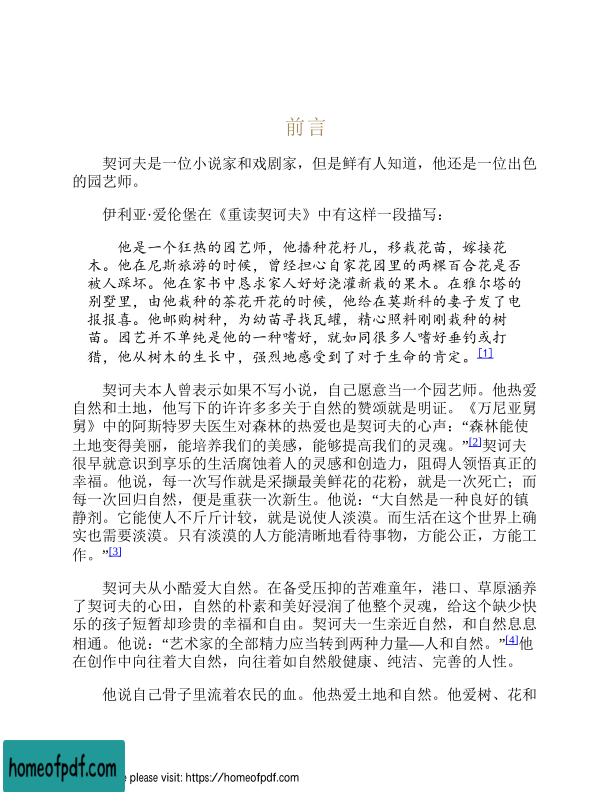 前言
契诃夫是一位小说家和戏剧家，但是鲜有人知道，他还是一位出色
的园艺师。
伊利亚·爱伦堡在《重读契诃夫》中有这样一段描写：
他是一个狂热的园艺师，他播种花籽儿，移栽花苗，嫁接花
木。他在尼斯旅游的时候，曾经担心自家花园里的两棵百合花是否
被人踩坏。他在家书中恳求家人好好浇灌新栽的果木。在雅尔塔的
别墅里，由他栽种的茶花开花的时候，他给在莫斯科的妻子发了电
报报喜。他邮购树种，为幼苗寻找瓦罐，精心照料刚刚栽种的树
苗。园艺并不单纯是他的一种嗜好，就如同很多人嗜好垂钓或打
猎，他从树木的生长中，强烈地感受到了对于生命的肯定。[1]
契诃夫本人曾表示如果不写小说，自己愿意当一个园艺师。他热爱
自然和土地，他写下的许许多多关于自然的赞颂就是明证。《万尼亚舅
舅》中的阿斯特罗夫医生对森林的热爱也是契诃夫的心声：“森林能使
土地变得美丽，能培养我们的美感，能够提高我们的灵魂。”[2]契诃夫
很早就意识到享乐的生活腐蚀着人的灵感和创造力，阻碍人领悟真正的
幸福。他说，每一次写作就是采撷最美鲜花的花粉，就是一次死亡；而
每一次回归自然，便是重获一次新生。他说：“大自然是一种良好的镇
静剂。它能使人不斤斤计较，就是说使人淡漠。而生活在这个世界上确
实也需要淡漠。只有淡漠的人方能清晰地看待事物，方能公正，方能工
作。”[3]
契诃夫从小酷爱大自然。在备受压抑的苦难童年，港口、草原涵养
了契诃夫的心田，自然的朴素和美好浸润了他整个灵魂，给这个缺少快
乐的孩子短暂却珍贵的幸福和自由。契诃夫一生亲近自然，和自然息息
相通。他说：“艺术家的全部精力应当转到两种力量—人和自然。”[4]他
在创作中向往着大自然，向往着如自然般健康、纯洁、完善的人性。
他说自己骨子里流着农民的血。他热爱土地和自然。他爱树、花和
homeofpdf.com
e please visit: https://homeofpdf.com